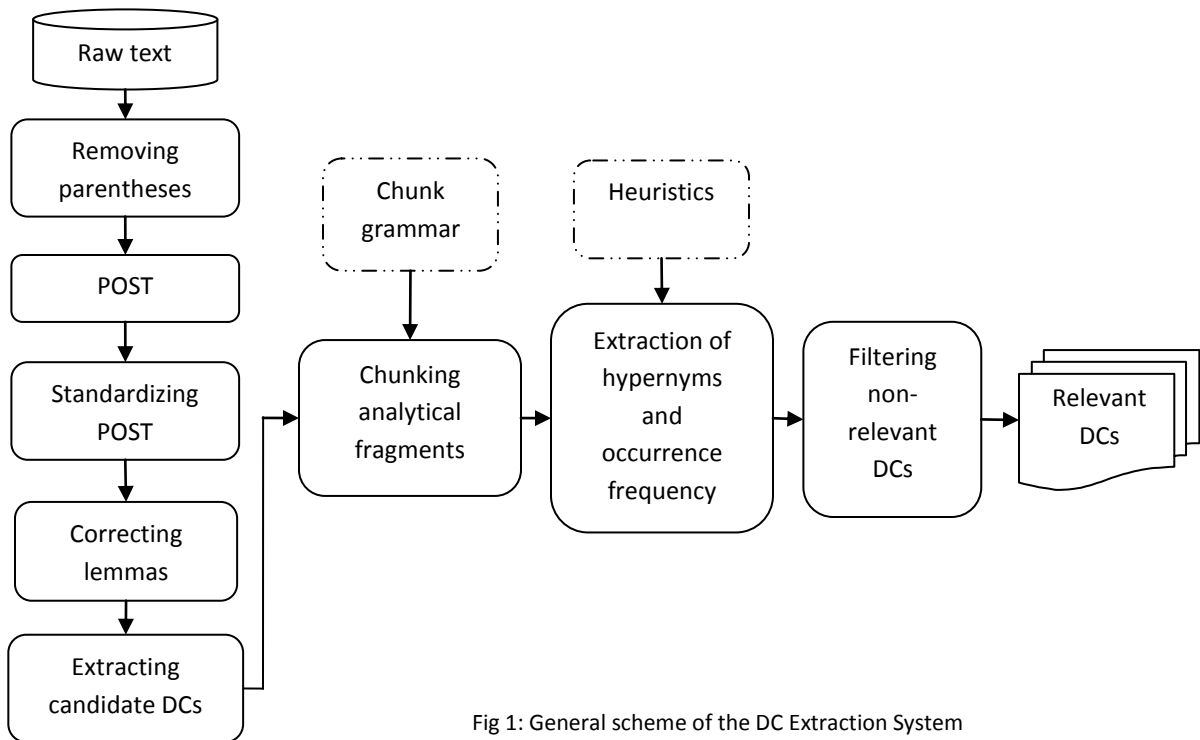 Raw text
Removing
parentheses
POST
Standardizing
POST
Correcting
lemmas
Extracting
candidate DCs
Chunk
grammar
Chunking
analytical
fragments
Heuristics
Extraction of
hypernyms
and
occurrence
frequency
Filtering
non-
relevant
DCs
Relevant
DCs
Fig 1: General scheme of the DC Extraction System